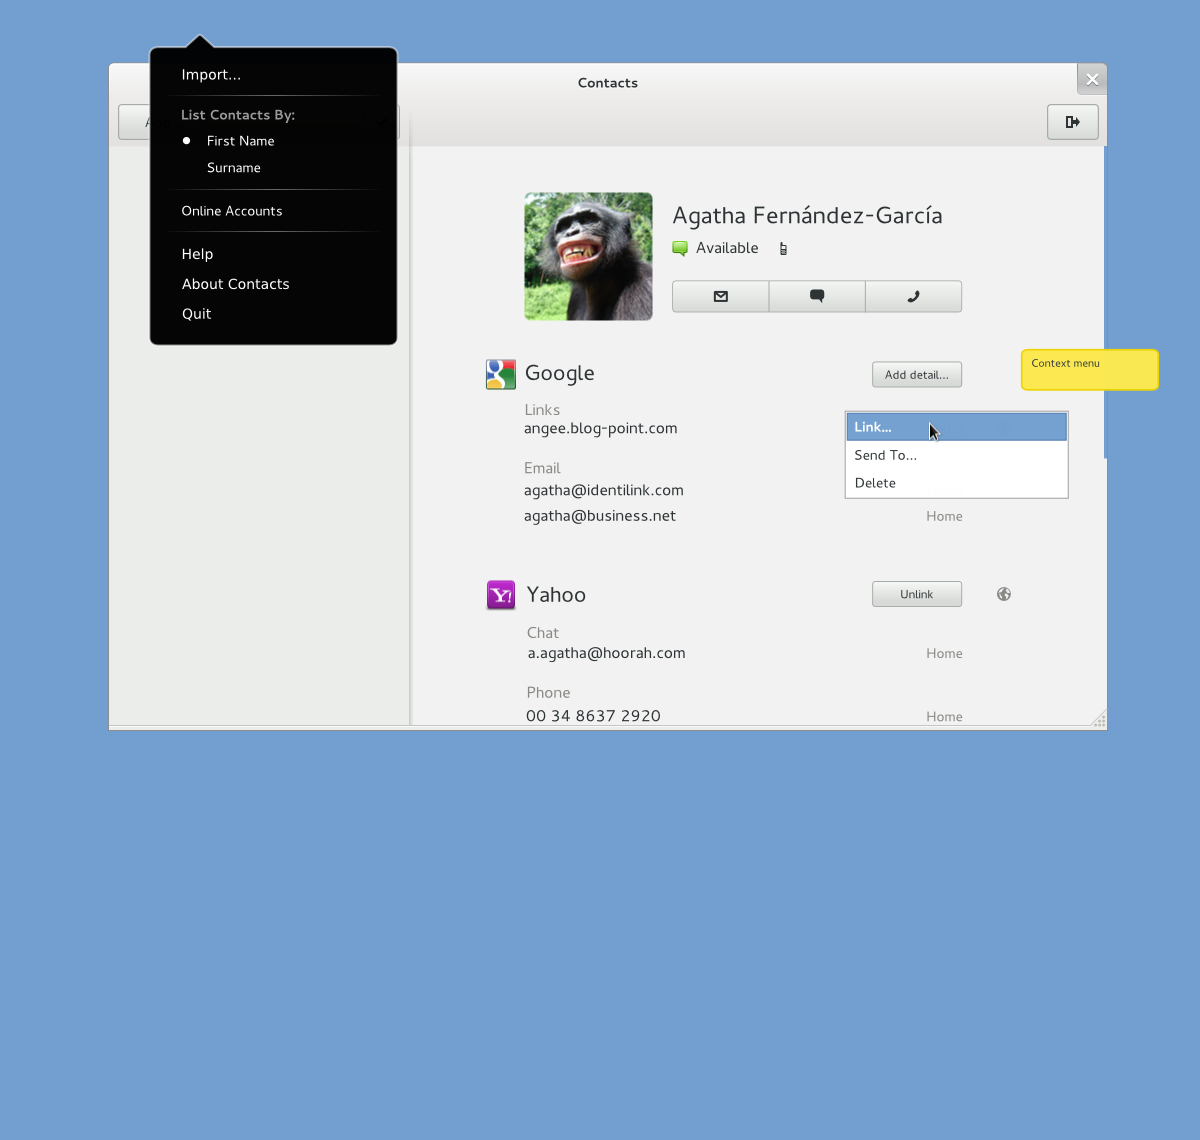 Import...
Contacts
List Contacts By:
First Name
Surname
Online Accounts
Help
About Contacts
Quit
Agatha Fernández-García
Available
Google
Add detail...
Context menu
Links
angee.blog-point.com
Link...
Send To...
Delete
Email
agatha@identilink.com
agatha@business.net
Home
Yahoo
Unlink
Chat
a.agatha@hoorah.com
Home
Phone
00 34 8637 2920
Home